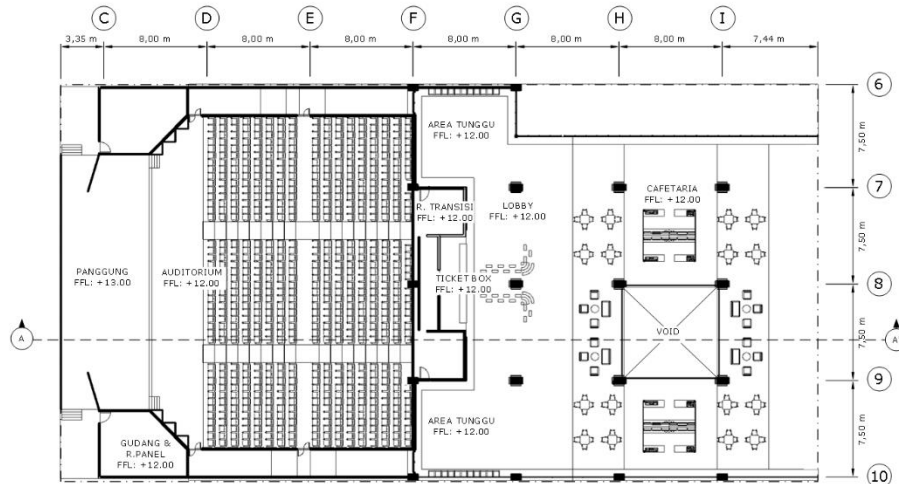 C D E F G H I
3,35 m 8,00 m 8,00 m 8,00 m 8,00 m 8,00 m 8,00 m 7,44 m
6
AREA TUNGGU
FFL: +12.00
7,50 m
7
CAFETARIA
FFL: +12.00
R. TRANSISI
FFL: +12.00
LOBBY
FFL: +12.00
7,50 m
PANGGUNG
FFL: +13.00
AUDITORIUM
FFL: +12.00
TICKET BOX
FFL: +12.00
8
VOID
7,50 m
A
A'
9
AREA TUNGGU
FFL: +12.00
7,50 m
GUDANG &
R.PANEL
FFL: +12.00
10